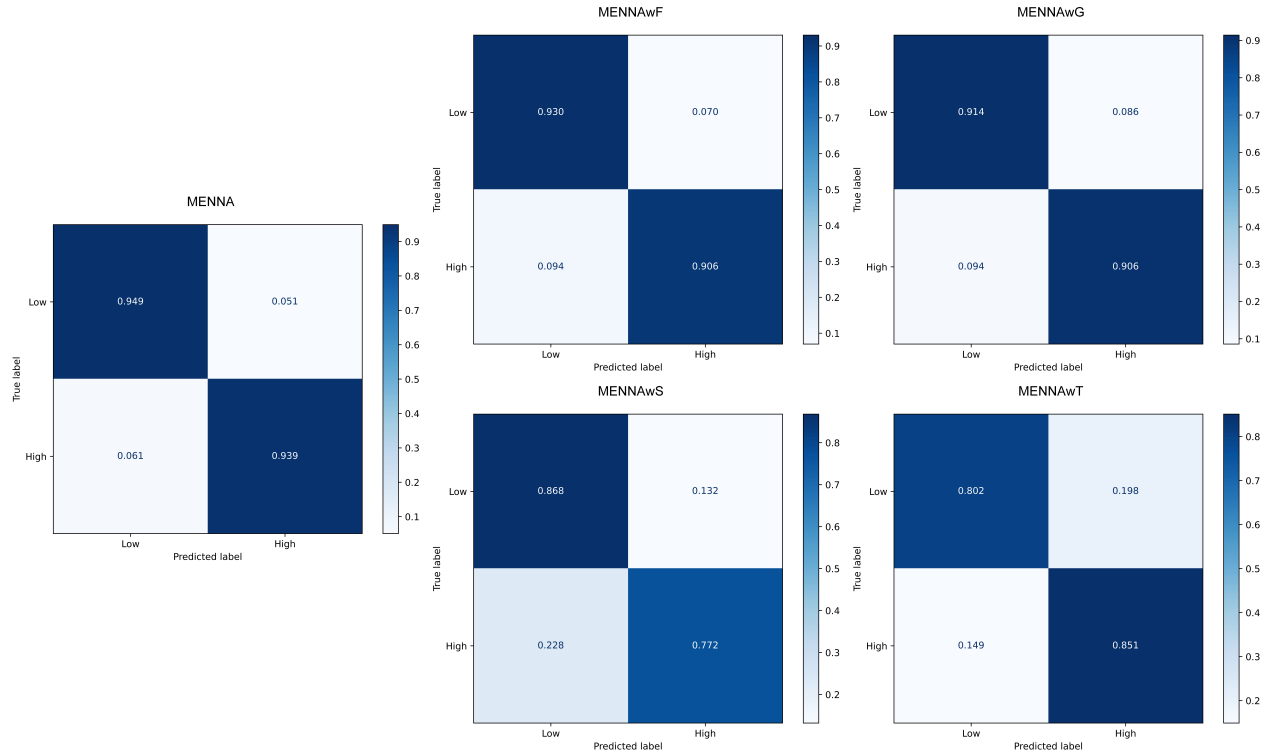 MENNA
Low
0.949
0.051
High
0.061
0.939
Low
High
Predicted label
True label
0.9
0.8
0.7
0.6
0.5
0.4
0.3
0.2
0.1
MENNAwF
Low
0.930
0.070
High
0.094
0.906
Low
High
Predicted label
True label
0.9
0.8
0.7
0.6
0.5
0.4
0.3
0.2
0.1
MENNAwG
Low
0.914
0.086
High
0.094
0.906
Low
High
Predicted label
True label
0.9
0.8
0.7
0.6
0.5
0.4
0.3
0.2
0.1
MENNAwS
Low
0.868
0.132
High
0.228
0.772
Low
High
Predicted label
True label
0.8
0.7
0.6
0.5
0.4
0.3
0.2
MENNAwT
Low
0.802
0.198
High
0.149
0.851
Low
High
Predicted label
True label
0.8
0.7
0.6
0.5
0.4
0.3
0.2